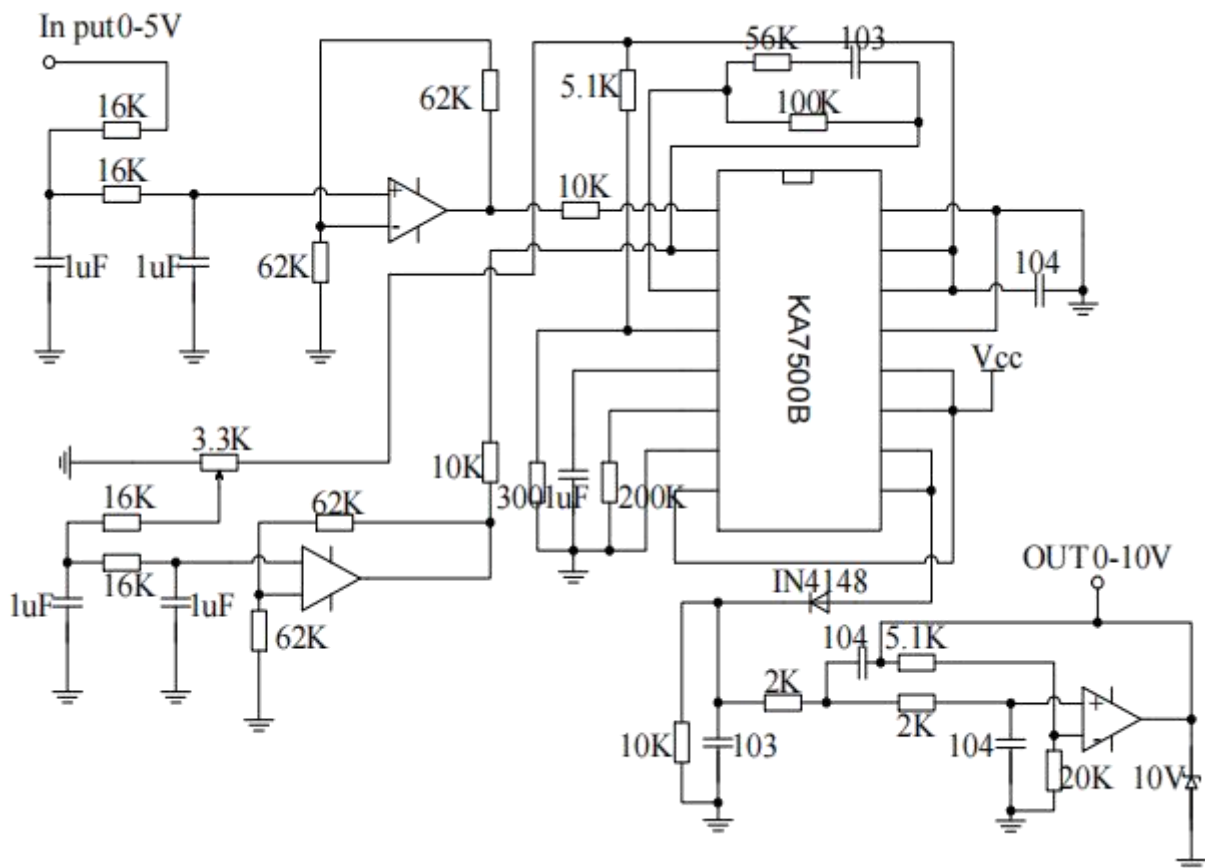 In put 0-5V
16K
16K
1uF
1uF
62K
62K
5.1K
56K
103
100K
10K
KA7500B
104
Vcc
3.3K
16K
16K
1uF
1uF
62K
62K
10K
300
1uF
200K
IN4148
OUT 0-10V
104
5.1K
2K
2K
10K
103
104
20K
10V
+
-
+
-